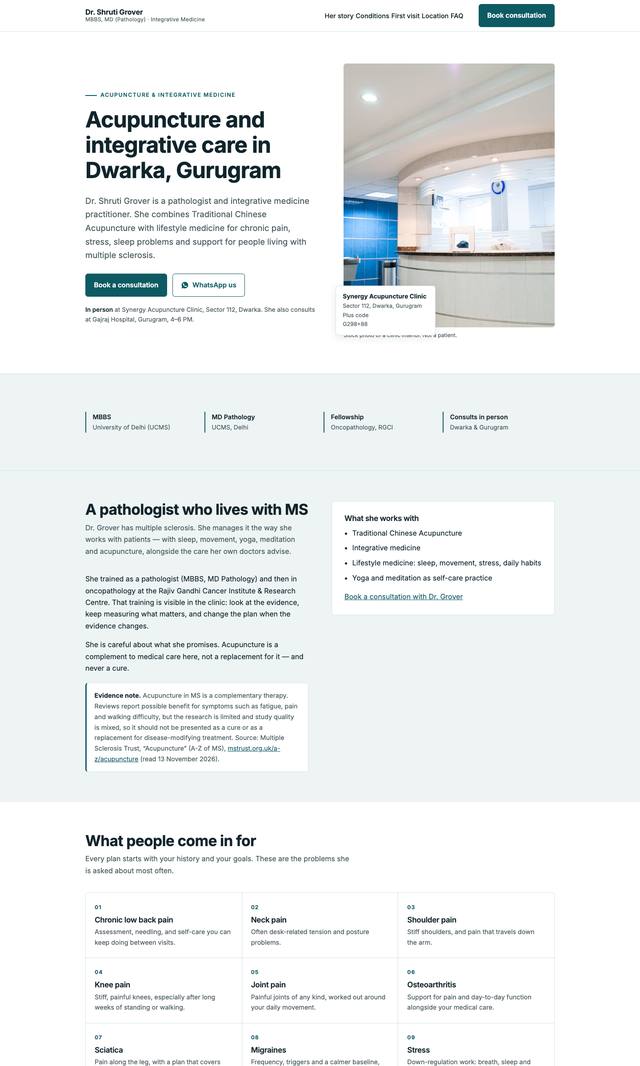 Dr. Shruti Grover
MBBS, MD (Pathology) · Integrative Medicine
Her story Conditions First visit Location FAQ
Book consultation
ACUPUNCTURE & INTEGRATIVE MEDICINE
Acupuncture and
integrative care in
Dwarka, Gurugram
Dr. Shruti Grover is a pathologist and integrative medicine
practitioner. She combines Traditional Chinese
Acupuncture with lifestyle medicine for chronic pain,
stress, sleep problems and support for people living with
multiple sclerosis.
Book a consultation
WhatsApp us
In person at Synergy Acupuncture Clinic, Sector 112, Dwarka. She also consults
at Gajraj Hospital, Gurugram, 4–6 PM.
Synergy Acupuncture Clinic
Sector 112, Dwarka, Gurugram
Plus code
G298+88
Stock photo of a clinic interior. Not a patient.
MBBS
University of Delhi (UCMS)
MD Pathology
UCMS, Delhi
Fellowship
Oncopathology, RGCI
Consults in person
Dwarka & Gurugram
A pathologist who lives with MS
Dr. Grover has multiple sclerosis. She manages it the way she
works with patients — with sleep, movement, yoga, meditation
and acupuncture, alongside the care her own doctors advise.
She trained as a pathologist (MBBS, MD Pathology) and then in
oncopathology at the Rajiv Gandhi Cancer Institute & Research
Centre. That training is visible in the clinic: look at the evidence,
keep measuring what matters, and change the plan when the
evidence changes.
She is careful about what she promises. Acupuncture is a
complement to medical care here, not a replacement for it — and
never a cure.
Evidence note. Acupuncture in MS is a complementary therapy.
Reviews report possible benefit for symptoms such as fatigue, pain
and walking difficulty, but the research is limited and study quality
is mixed, so it should not be presented as a cure or as a
replacement for disease-modifying treatment. Source: Multiple
Sclerosis Trust, “Acupuncture” (A-Z of MS), mstrust.org.uk/a-
z/acupuncture (read 13 November 2026).
What she works with
• Traditional Chinese Acupuncture
• Integrative medicine
• Lifestyle medicine: sleep, movement, stress, daily habits
• Yoga and meditation as self-care practice
Book a consultation with Dr. Grover
What people come in for
Every plan starts with your history and your goals. These are the problems she
is asked about most often.
01
Chronic low back pain
Assessment, needling, and self-care you can
keep doing between visits.
02
Neck pain
Often desk-related tension and posture
problems.
03
Shoulder pain
Stiff shoulders, and pain that travels down
the arm.
04
Knee pain
Stiff, painful knees, especially after long
weeks of standing or walking.
05
Joint pain
Painful joints of any kind, worked out around
your daily movement.
06
Osteoarthritis
Support for pain and day-to-day function
alongside your medical care.
07
Sciatica
Pain along the leg, with a plan that covers
08
Migraines
Frequency, triggers and a calmer baseline,
09
Stress
Down-regulation work: breath, sleep and